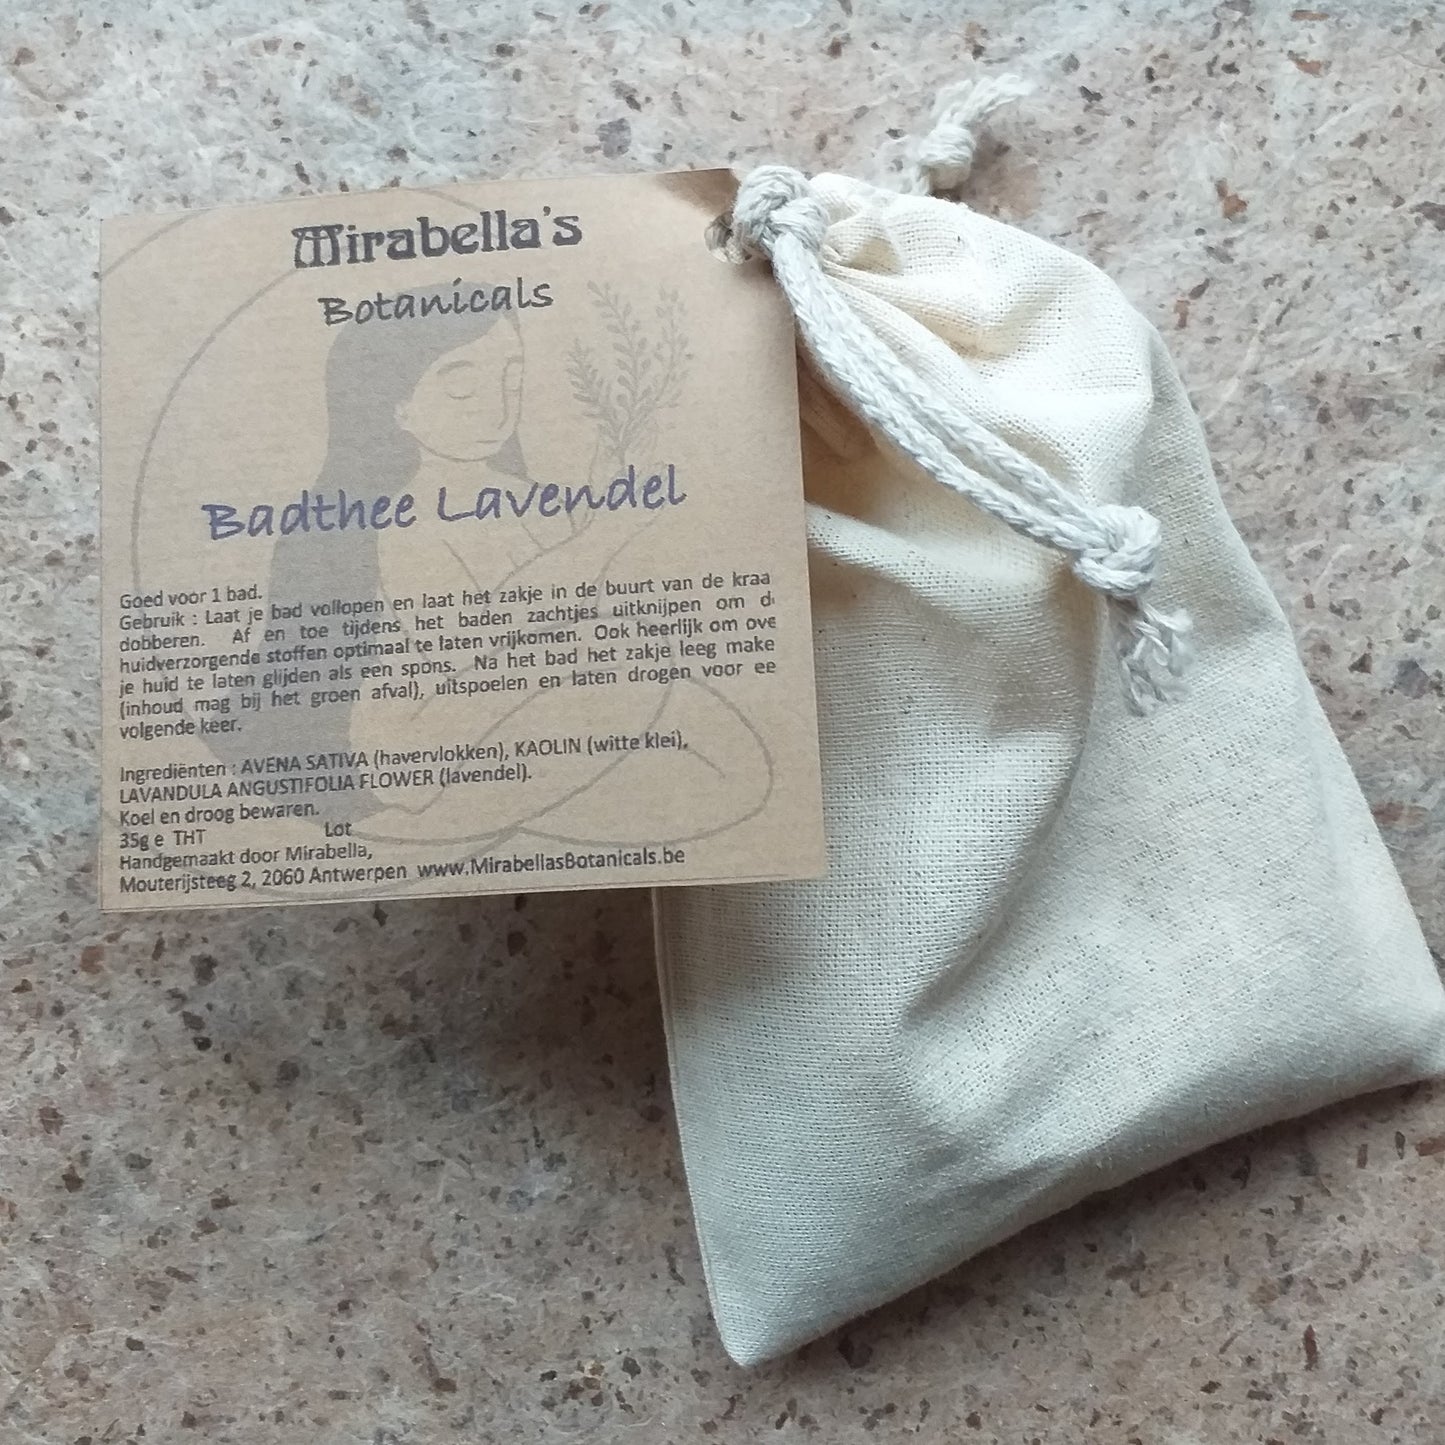 Mirabella's
Botanicals
Badthee Lavendel
Goed voor 1 bad.
Gebruik : Laat je bad vollopen en laat het zakje in de buurt van de kraa
dobberen. Af en toe tijdens het baden zachtjes uitknijpen om d
huidverzorgende stoffen optimaal te laten vrijkomen. Ook heerlijk om ove
je huid te laten glijden als een spons. Na het bad het zakje leeg make
(inhoud mag bij het groen afval), uitspoelen en laten drogen voor ee
volgende keer.
Ingrediënten : AVENA SATIVA (havervlokken), KAOLIN (witte klei),
LAVANDULA ANGUSTIFOLIA FLOWER (lavendel).
Koel en droog bewaren.
35g e THT Lot
Handgemaakt door Mirabella,
Mouterijsteeg 2, 2060 Antwerpen www.MirabellasBotanicals.be